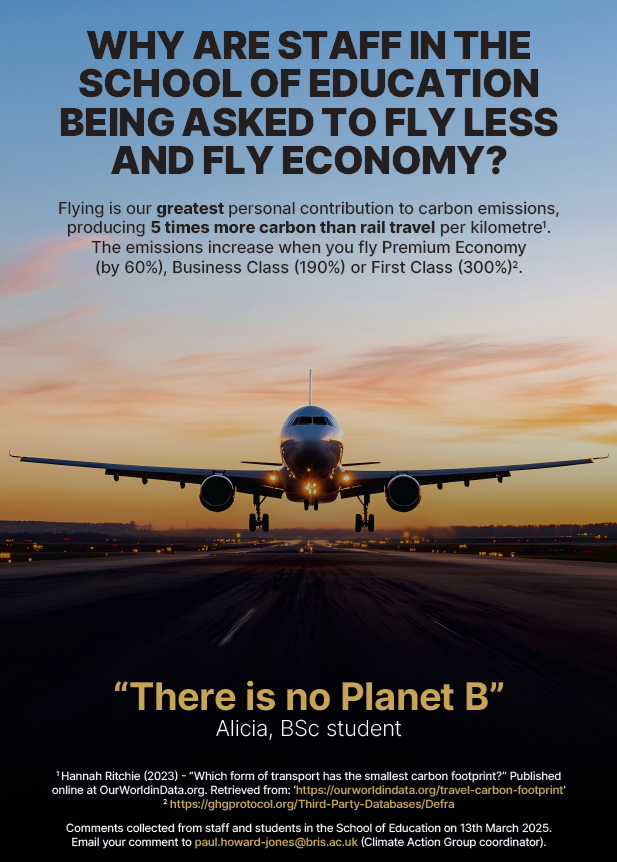 WHY ARE STAFF IN THE
SCHOOL OF EDUCATION
BEING ASKED TO FLY LESS
AND FLY ECONOMY?
Flying is our greatest personal contribution to carbon emissions,
producing 5 times more carbon than rail travel per kilometre¹.
The emissions increase when you fly Premium Economy
(by 60%), Business Class (190%) or First Class (300%)².
“There is no Planet B”
Alicia, BSc student
¹ Hannah Ritchie (2023) - “Which form of transport has the smallest carbon footprint?” Published
online at OurWorldinData.org. Retrieved from: ‘https://ourworldindata.org/travel-carbon-footprint’
² https://ghgprotocol.org/Third-Party-Databases/Defra
Comments collected from staff and students in the School of Education on 13th March 2025.
Email your comment to paul.howard-jones@bris.ac.uk (Climate Action Group coordinator).